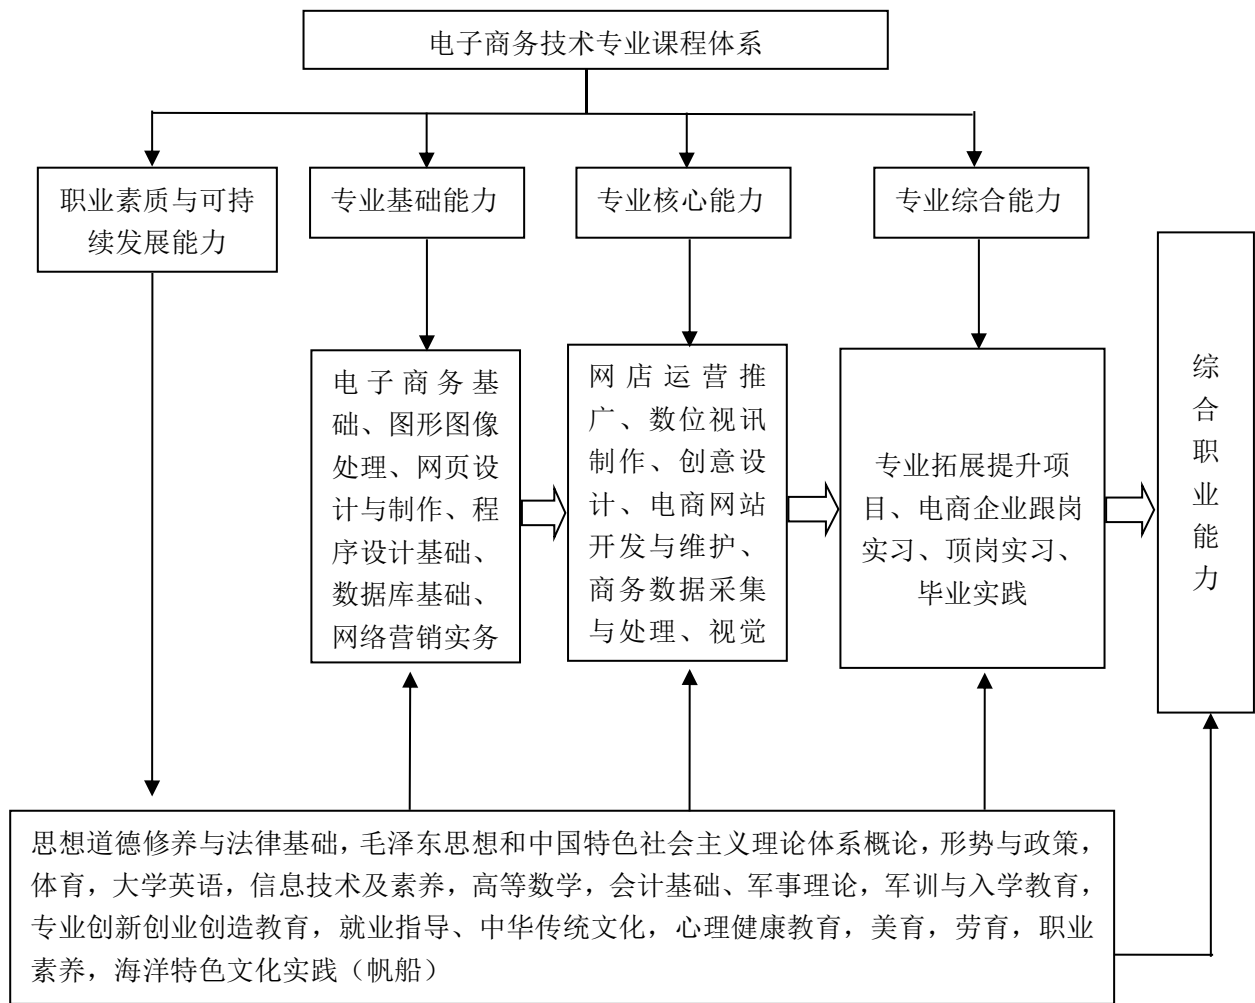 电子商务技术专业课程体系
职业素质与可持
续发展能力
专业基础能力
专业核心能力
专业综合能力
电子商务基
础、图形图像
处理、网页设
计与制作、程
序设计基础、
数据库基础、
网络营销实务
网店运营推
广、数位视讯
制作、创意设
计、电商网站
开发与维护、
商务数据采集
与处理、视觉
专业拓展提升项
目、电商企业跟岗
实习、顶岗实习、
毕业实践
综
合
职
业
能
力
思想道德修养与法律基础，毛泽东思想和中国特色社会主义理论体系概论，形势与政策，
体育，大学英语，信息技术及素养，高等数学，会计基础、军事理论，军训与入学教育，
专业创新创业创造教育，就业指导、中华传统文化，心理健康教育，美育，劳育，职业
素养，海洋特色文化实践（帆船）